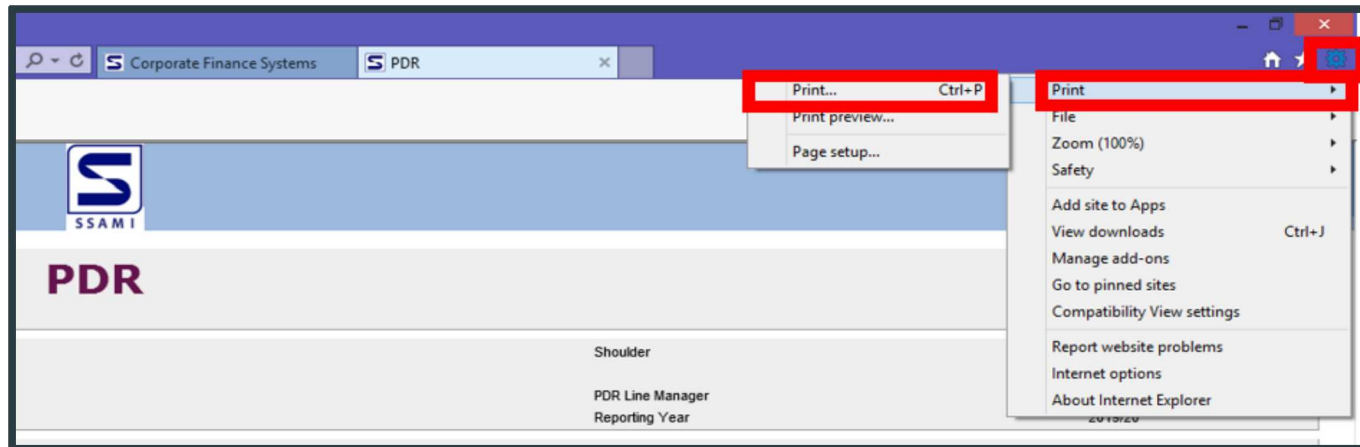 Corporate Finance Systems
PDR
Print... Ctrl+P
Print preview...
Page setup...
Print
File
Zoom (100%)
Safety
Add site to Apps
View downloads Ctrl+J
Manage add-ons
Go to pinned sites
Compatibility View settings
Report website problems
Internet options
About Internet Explorer
S
SSAMI
PDR
Shoulder
PDR Line Manager
Reporting Year 2019/20